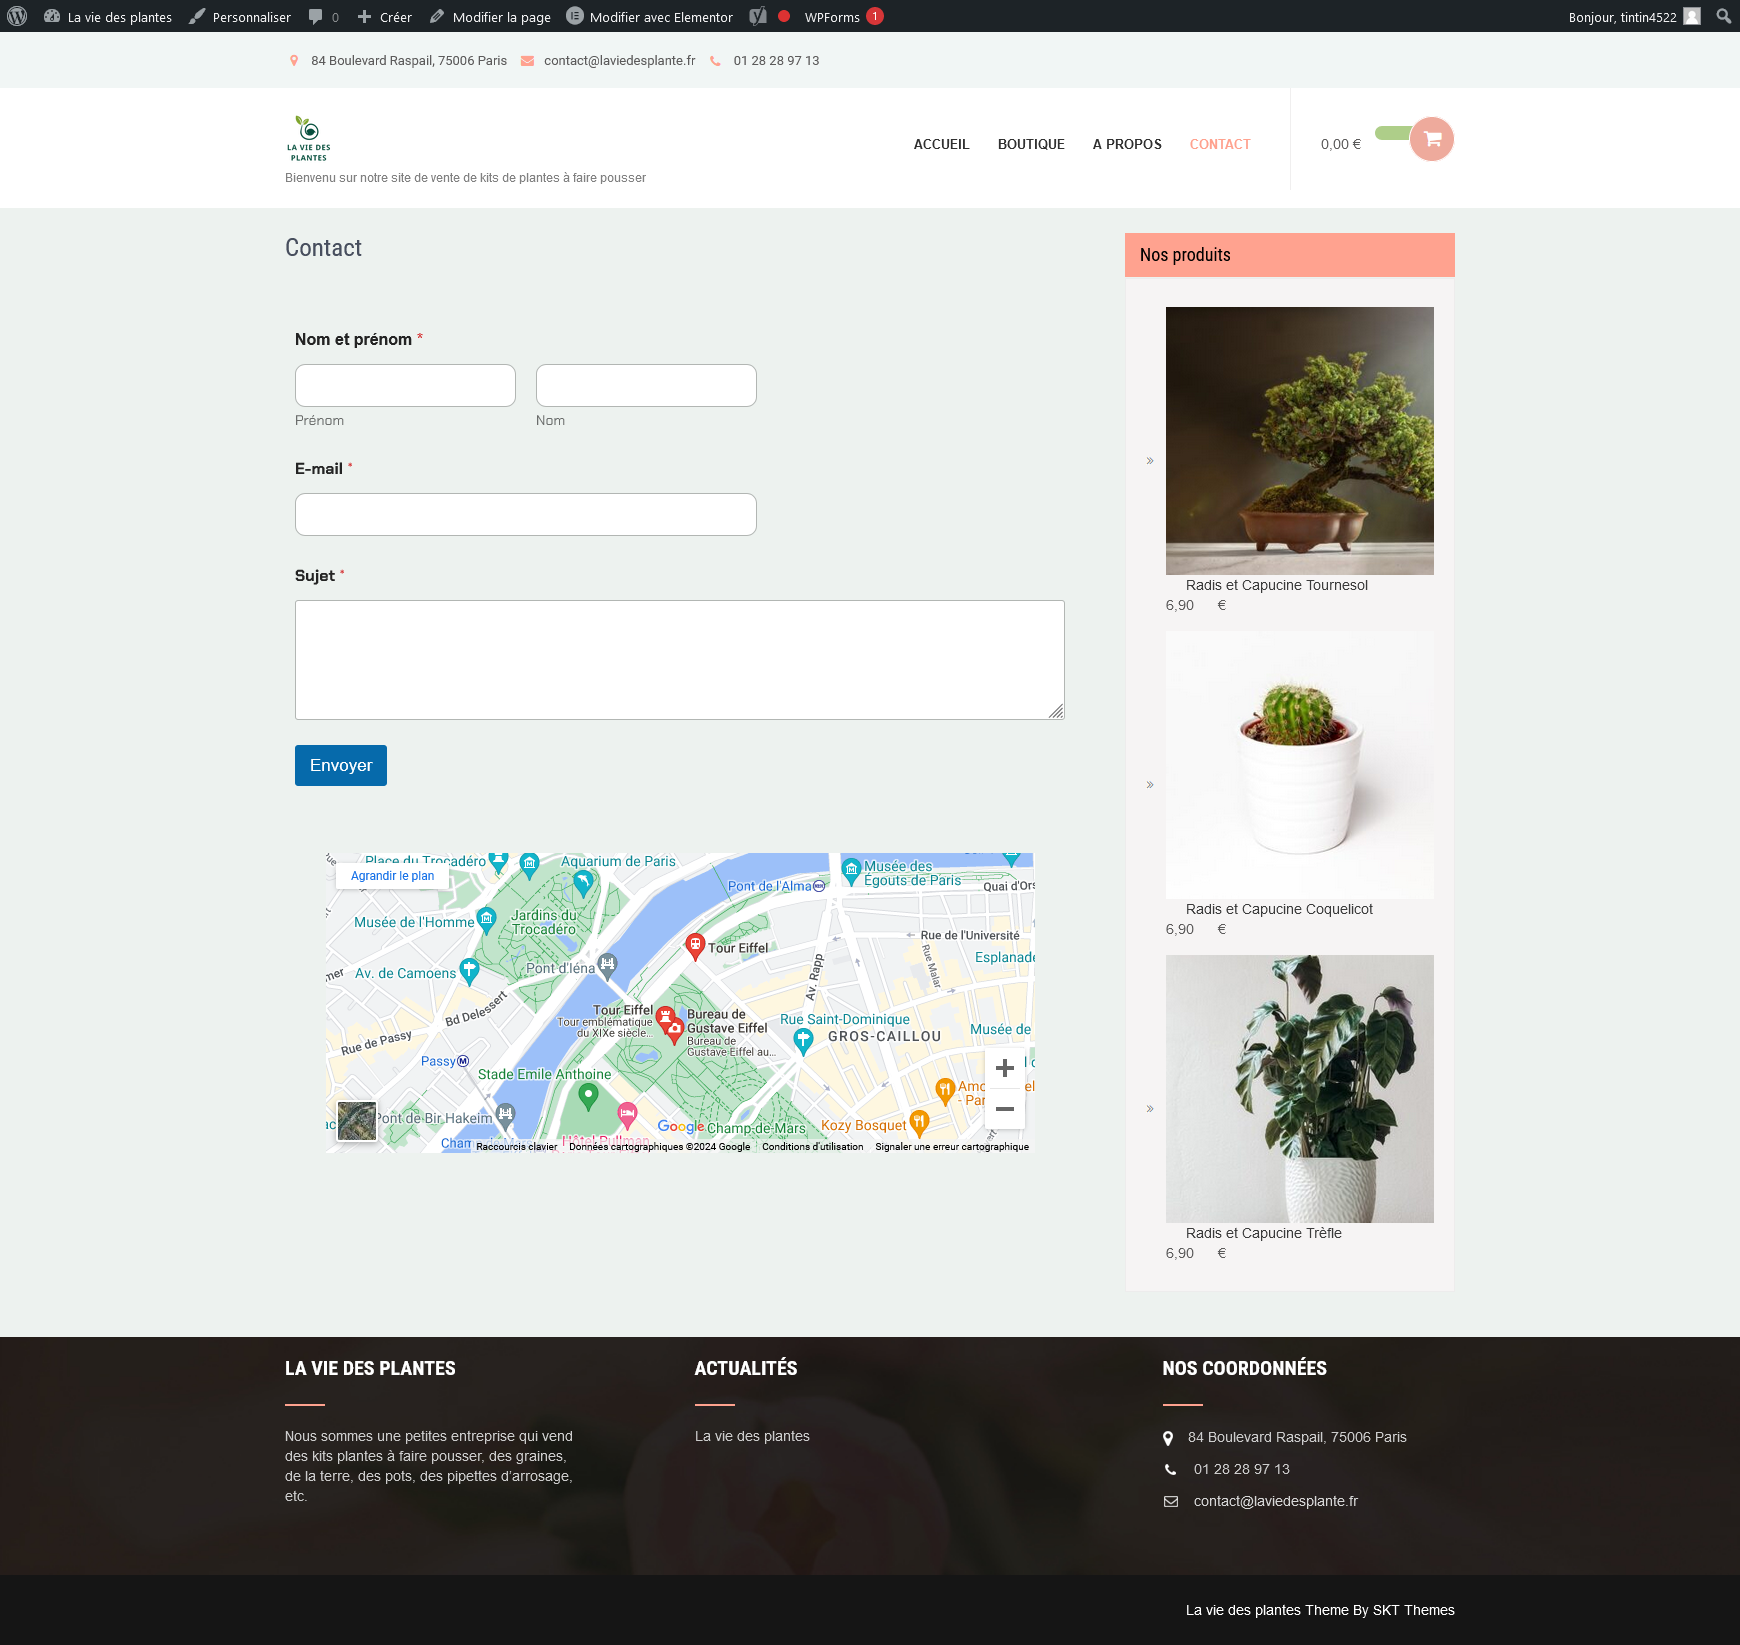 La vie des plantes Personnaliser 0 Créer Modifier la page Modifier avec Elementor WPForms 1 Bonjour, tintin4522
84 Boulevard Raspail, 75006 Paris contact@laviedesplante.fr 01 28 28 97 13
LA VIE DES
PLANTES
Bienvenu sur notre site de vente de kits de plantes à faire pousser
ACCUEIL BOUTIQUE A PROPOS CONTACT 0,00 €
Contact
Nom et prénom *
Prénom Nom
E-mail *
Sujet *
Envoyer
Place du Trocadéro
Agrandir le plan
Aquarium de Paris
Pont de l'Alma
Musée des
Égouts de Paris
Quai d'Ors
Musée de l'Homme
Jardins du
Trocadéro
Rue de l'Université
Tour Eiffel
Rue Malar
Esplanade
Av. de Camoens
Pont d'Iéna
Av. Rapp
Bd Delessert
Tour Eiffel
Tour emblématique
du XIXe siècle...
Bureau de
Gustave Eiffel
Bureau de
Gustave Eiffel au...
Rue Saint-Dominique
GROS-CAILLOU
Musée de
Rue de Passy
Passy
Stade Emile Anthoine
Pont de Bir Hakeim
Champ-de-Mars
Kozy Bosquet
Google
Hôtel Pullman
Raccourcis clavier Données cartographiques ©2024 Google Conditions d'utilisation Signaler une erreur cartographique
Nos produits
» Radis et Capucine Tournesol
6,90 €
» Radis et Capucine Coquelicot
6,90 €
» Radis et Capucine Trèfle
6,90 €
LA VIE DES PLANTES
Nous sommes une petites entreprise qui vend
des kits plantes à faire pousser, des graines,
de la terre, des pots, des pipettes d'arrosage,
etc.
ACTUALITÉS
La vie des plantes
NOS COORDONNÉES
84 Boulevard Raspail, 75006 Paris
01 28 28 97 13
contact@laviedesplante.fr
La vie des plantes Theme By SKT Themes